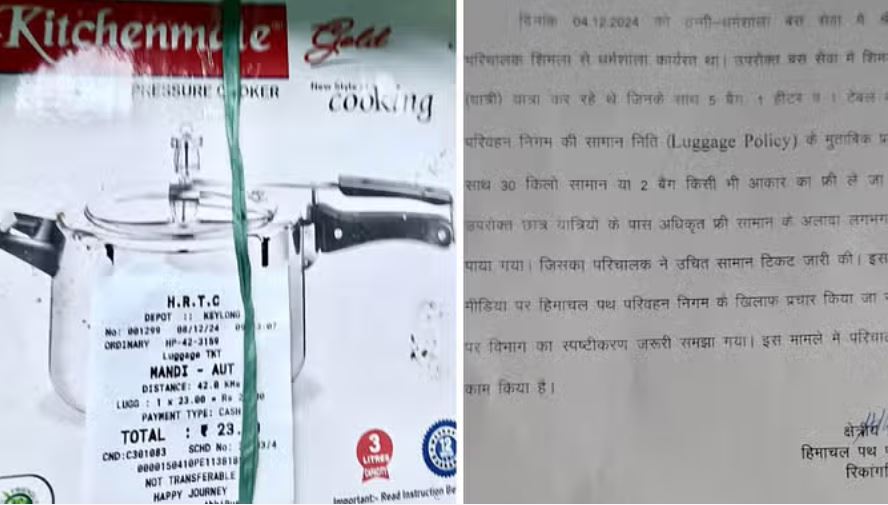 Kitchenmate Gold
PRESSURE COOKER
New Style
cooking
H.R.T.C
DEPOT :: KEYLONG
No: 001299 08/12/24
ORDINARY HP-42-3159
Luggage TKT
MANDI - AUT
DISTANCE: 42.0 KMs
LUGG : 1 x 23.00 = Rs
PAYMENT TYPE: CASH
TOTAL : ₹ 23.
CND:C301083 SCHD No:
NOT TRANSFERABLE
HAPPY JOURNEY
3
LITRES
CAPACITY
Important:- Read Instruction
दिनांक 04.12.2024 को बस सेवा में
परिचालक शिमला से धर्मशाला कार्यरत था। उपरोक्त बस सेवा में
(यात्री) यात्रा कर रहे थे जिनके साथ 5 बैग 1 हीटर व 1 टेबल
परिवहन निगम की सामान निति (Luggage Policy) के मुताबिक
साथ 30 किलो सामान या 2 बैग किसी भी आकार का फ्री ले जा
उपरोक्त छात्र यात्रियों के पास अधिकृत फ्री सामान के अलावा लगभग
पाया गया। जिसका परिचालक ने उचित सामान टिकट जारी की। इस
मीडिया पर हिमाचल पथ परिवहन निगम के खिलाफ प्रचार किया जा
पर विभाग का स्पष्टीकरण जरूरी समझा गया। इस मामले में
काम किया है।
क्षेत्रीय
हिमाचल पथ